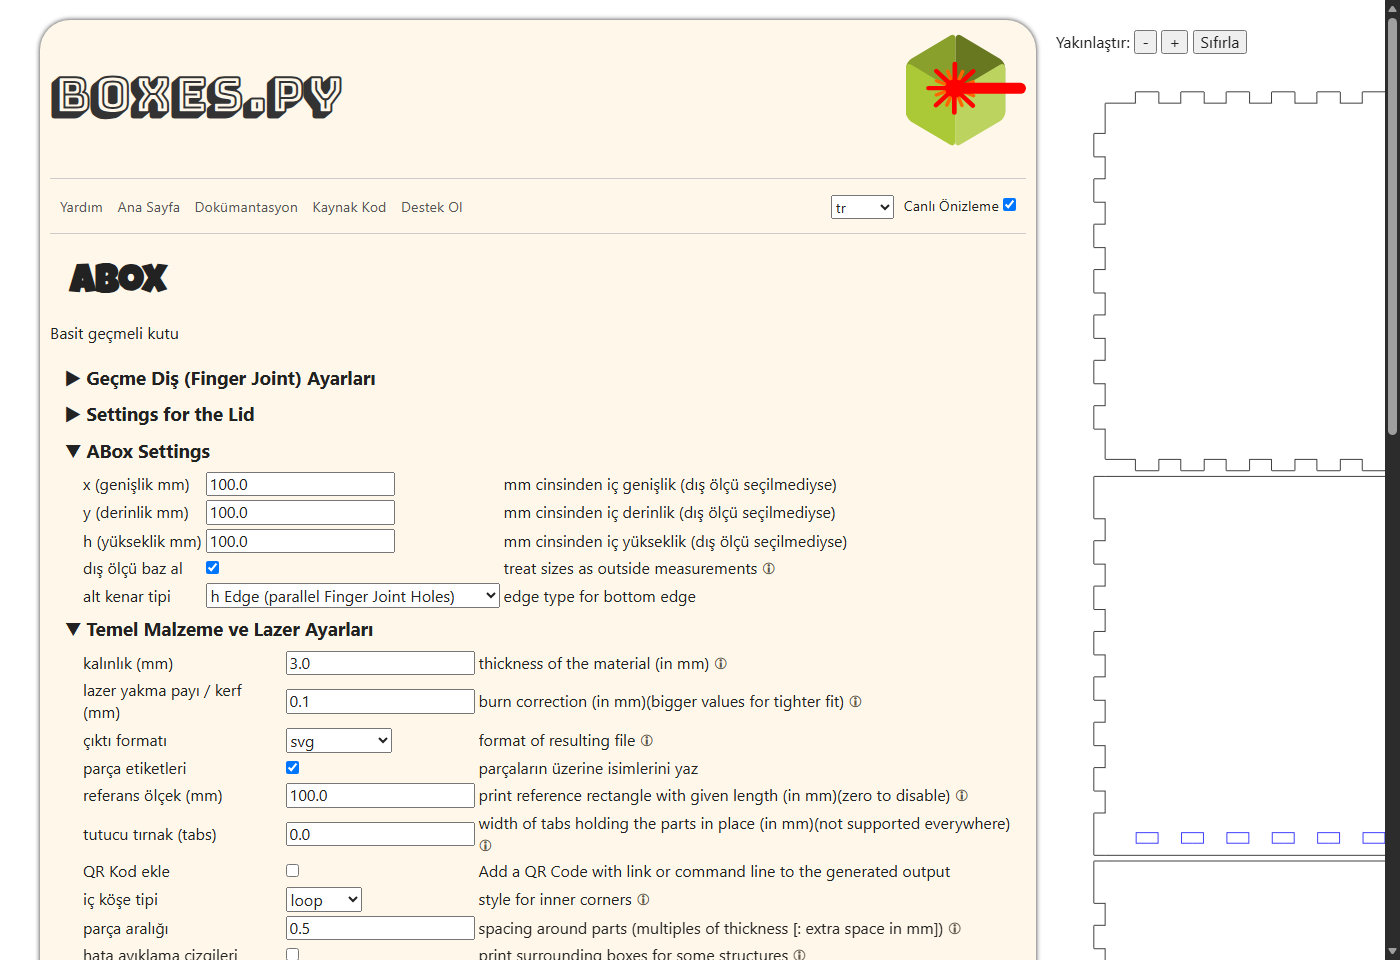 BOXES.PY
Yakınlaştır: - + Sıfırla
Yardım Ana Sayfa Dokümantasyon Kaynak Kod Destek Ol
tr Canlı Önizleme
ABOX
Basit geçmeli kutu
Geçme Diş (Finger Joint) Ayarları
Settings for the Lid
ABox Settings
x (genişlik mm) 100.0 mm cinsinden iç genişlik (dış ölçü seçilmediyse)
y (derinlik mm) 100.0 mm cinsinden iç derinlik (dış ölçü seçilmediyse)
h (yükseklik mm) 100.0 mm cinsinden iç yükseklik (dış ölçü seçilmediyse)
dış ölçü baz al treat sizes as outside measurements ⓘ
alt kenar tipi h Edge (parallel Finger Joint Holes) edge type for bottom edge
Temel Malzeme ve Lazer Ayarları
kalınlık (mm) 3.0 thickness of the material (in mm) ⓘ
lazer yakma payı / kerf
(mm) 0.1 burn correction (in mm)(bigger values for tighter fit) ⓘ
çıktı formatı svg format of resulting file ⓘ
parça etiketleri parçaların üzerine isimlerini yaz
referans ölçek (mm) 100.0 print reference rectangle with given length (in mm)(zero to disable) ⓘ
tutucu tırnak (tabs) 0.0 width of tabs holding the parts in place (in mm)(not supported everywhere)
ⓘ
QR Kod ekle Add a QR Code with link or command line to the generated output
iç köşe tipi loop style for inner corners ⓘ
parça aralığı 0.5 spacing around parts (multiples of thickness [: extra space in mm]) ⓘ
hata ayıklama çizgileri print surrounding boxes for some structures ⓘ